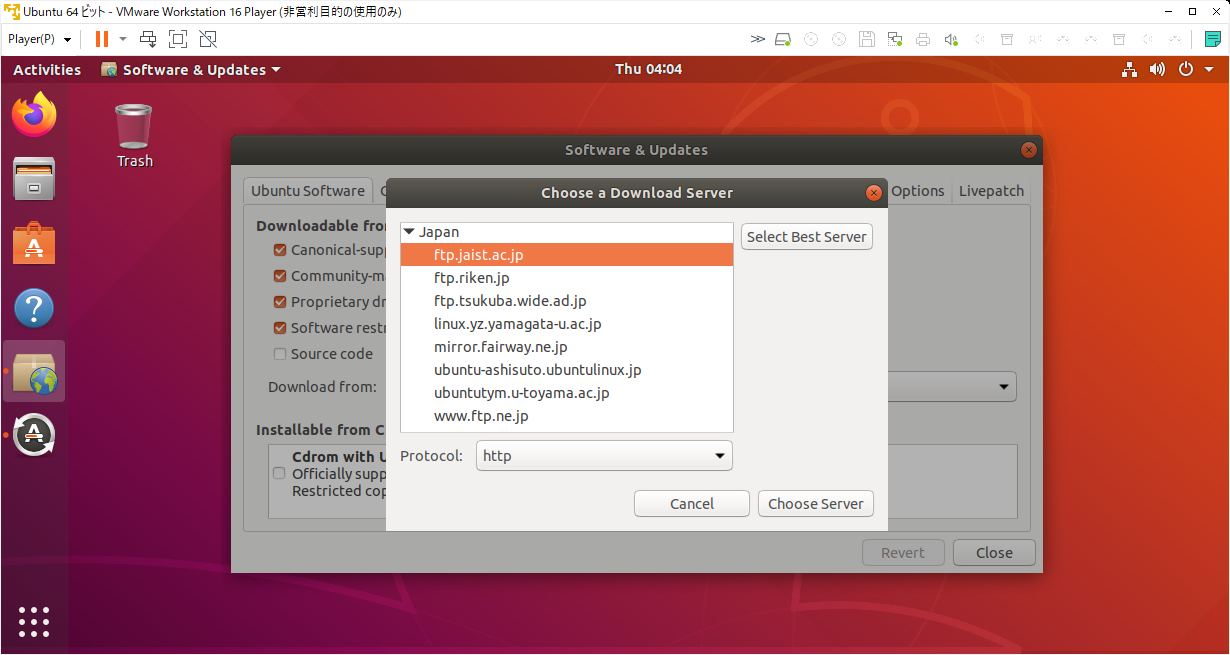 Ubuntu 64 ビット - VMware Workstation 16 Player (非営利目的の使用のみ)
Player(P)
Activities
Software & Updates
Thu 04:04
Trash
Software & Updates
Ubuntu Software
Options
Livepatch
Choose a Download Server
Downloadable fro
Canonical-supp
Community-ma
Proprietary dr
Software restr
Source code
Download from:
Japan
ftp.jaist.ac.jp
ftp.riken.jp
ftp.tsukuba.wide.ad.jp
linux.yz.yamagata-u.ac.jp
mirror.fairway.ne.jp
ubuntu-ashisuto.ubuntulinux.jp
ubuntutym.u-toyama.ac.jp
www.ftp.ne.jp
Select Best Server
Installable from C
Cdrom with U
Officially supp
Restricted cop
Protocol:
http
Cancel
Choose Server
Revert
Close